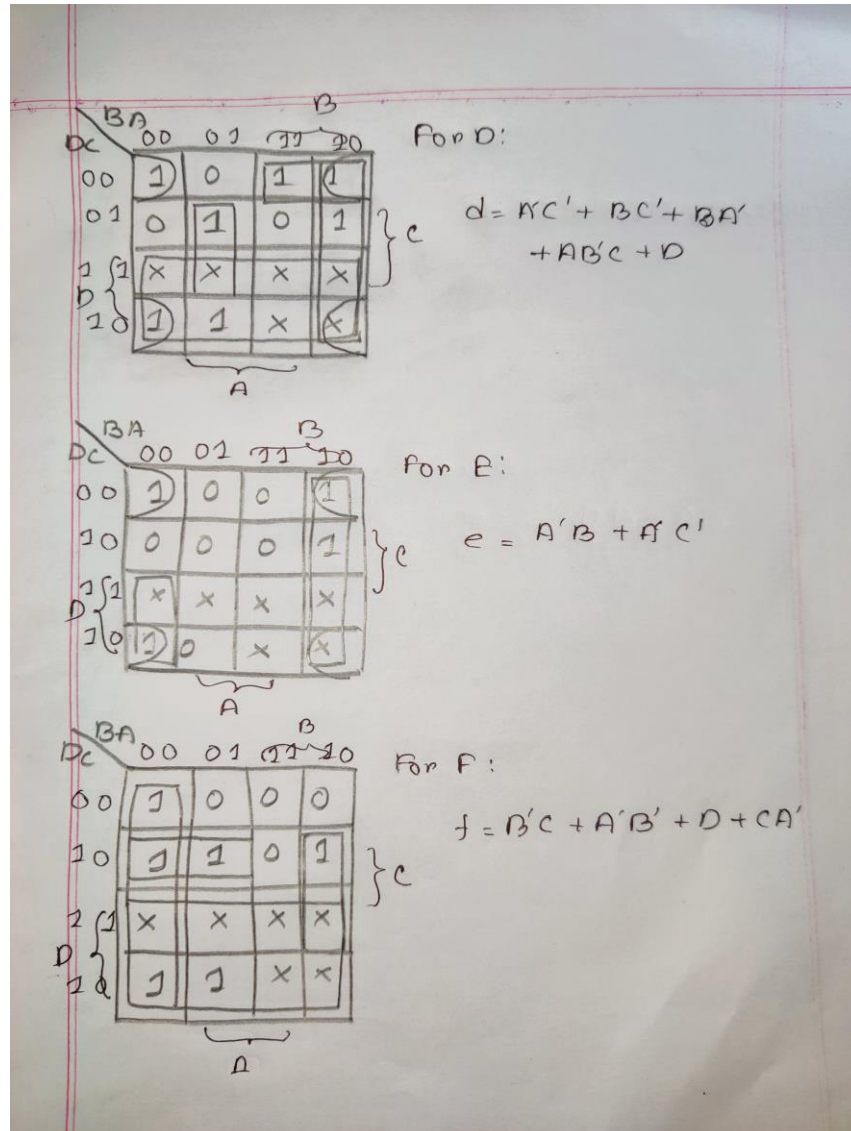 B
BA
DC 00 01 11 10
For D:
00 1 0 1 1
01 0 1 0 1 C
d = A'C' + BC' + BA'
+ AB'C + D
11 x x x x
D
10 1 1 x x
A
B
BA
DC 00 01 11 10
For E:
00 1 0 0 1
10 0 0 0 1 C
e = A'B + A'C'
11 x x x x
D
10 1 0 x x
A
B
BA
DC 00 01 11 10
For F:
00 1 0 0 0
f = B'C + A'B' + D + CA'
10 1 1 0 1 C
11 x x x x
D
10 1 1 x x
A